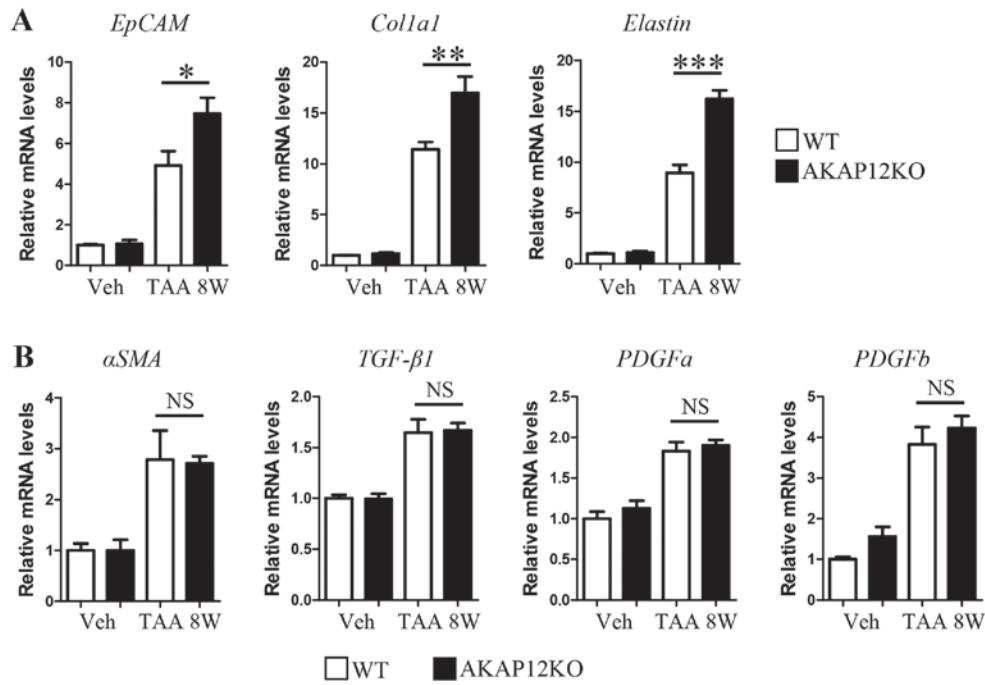 A
EpCAM
Col1a1
Elastin
Relative mRNA levels
10
8
6
4
2
0
*
Veh
TAA 8W
Relative mRNA levels
20
15
10
5
0
**
Veh
TAA 8W
Relative mRNA levels
20
15
10
5
0
***
Veh
TAA 8W
WT
AKAP12KO
B
αSMA
TGF-β1
PDGFa
PDGFb
Relative mRNA levels
4
3
2
1
0
NS
Veh
TAA 8W
Relative mRNA levels
2.0
1.5
1.0
0.5
0.0
NS
Veh
TAA 8W
Relative mRNA levels
2.5
2.0
1.5
1.0
0.5
0.0
NS
Veh
TAA 8W
Relative mRNA levels
5
4
3
2
1
0
NS
Veh
TAA 8W
WT
AKAP12KO